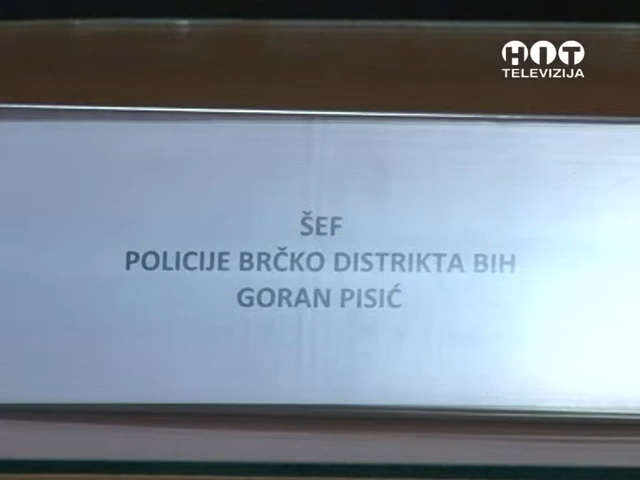 HIT
TELEVIZIJA
ŠEF
POLICIJE BRČKO DISTRIKTA BIH
GORAN PISIĆ